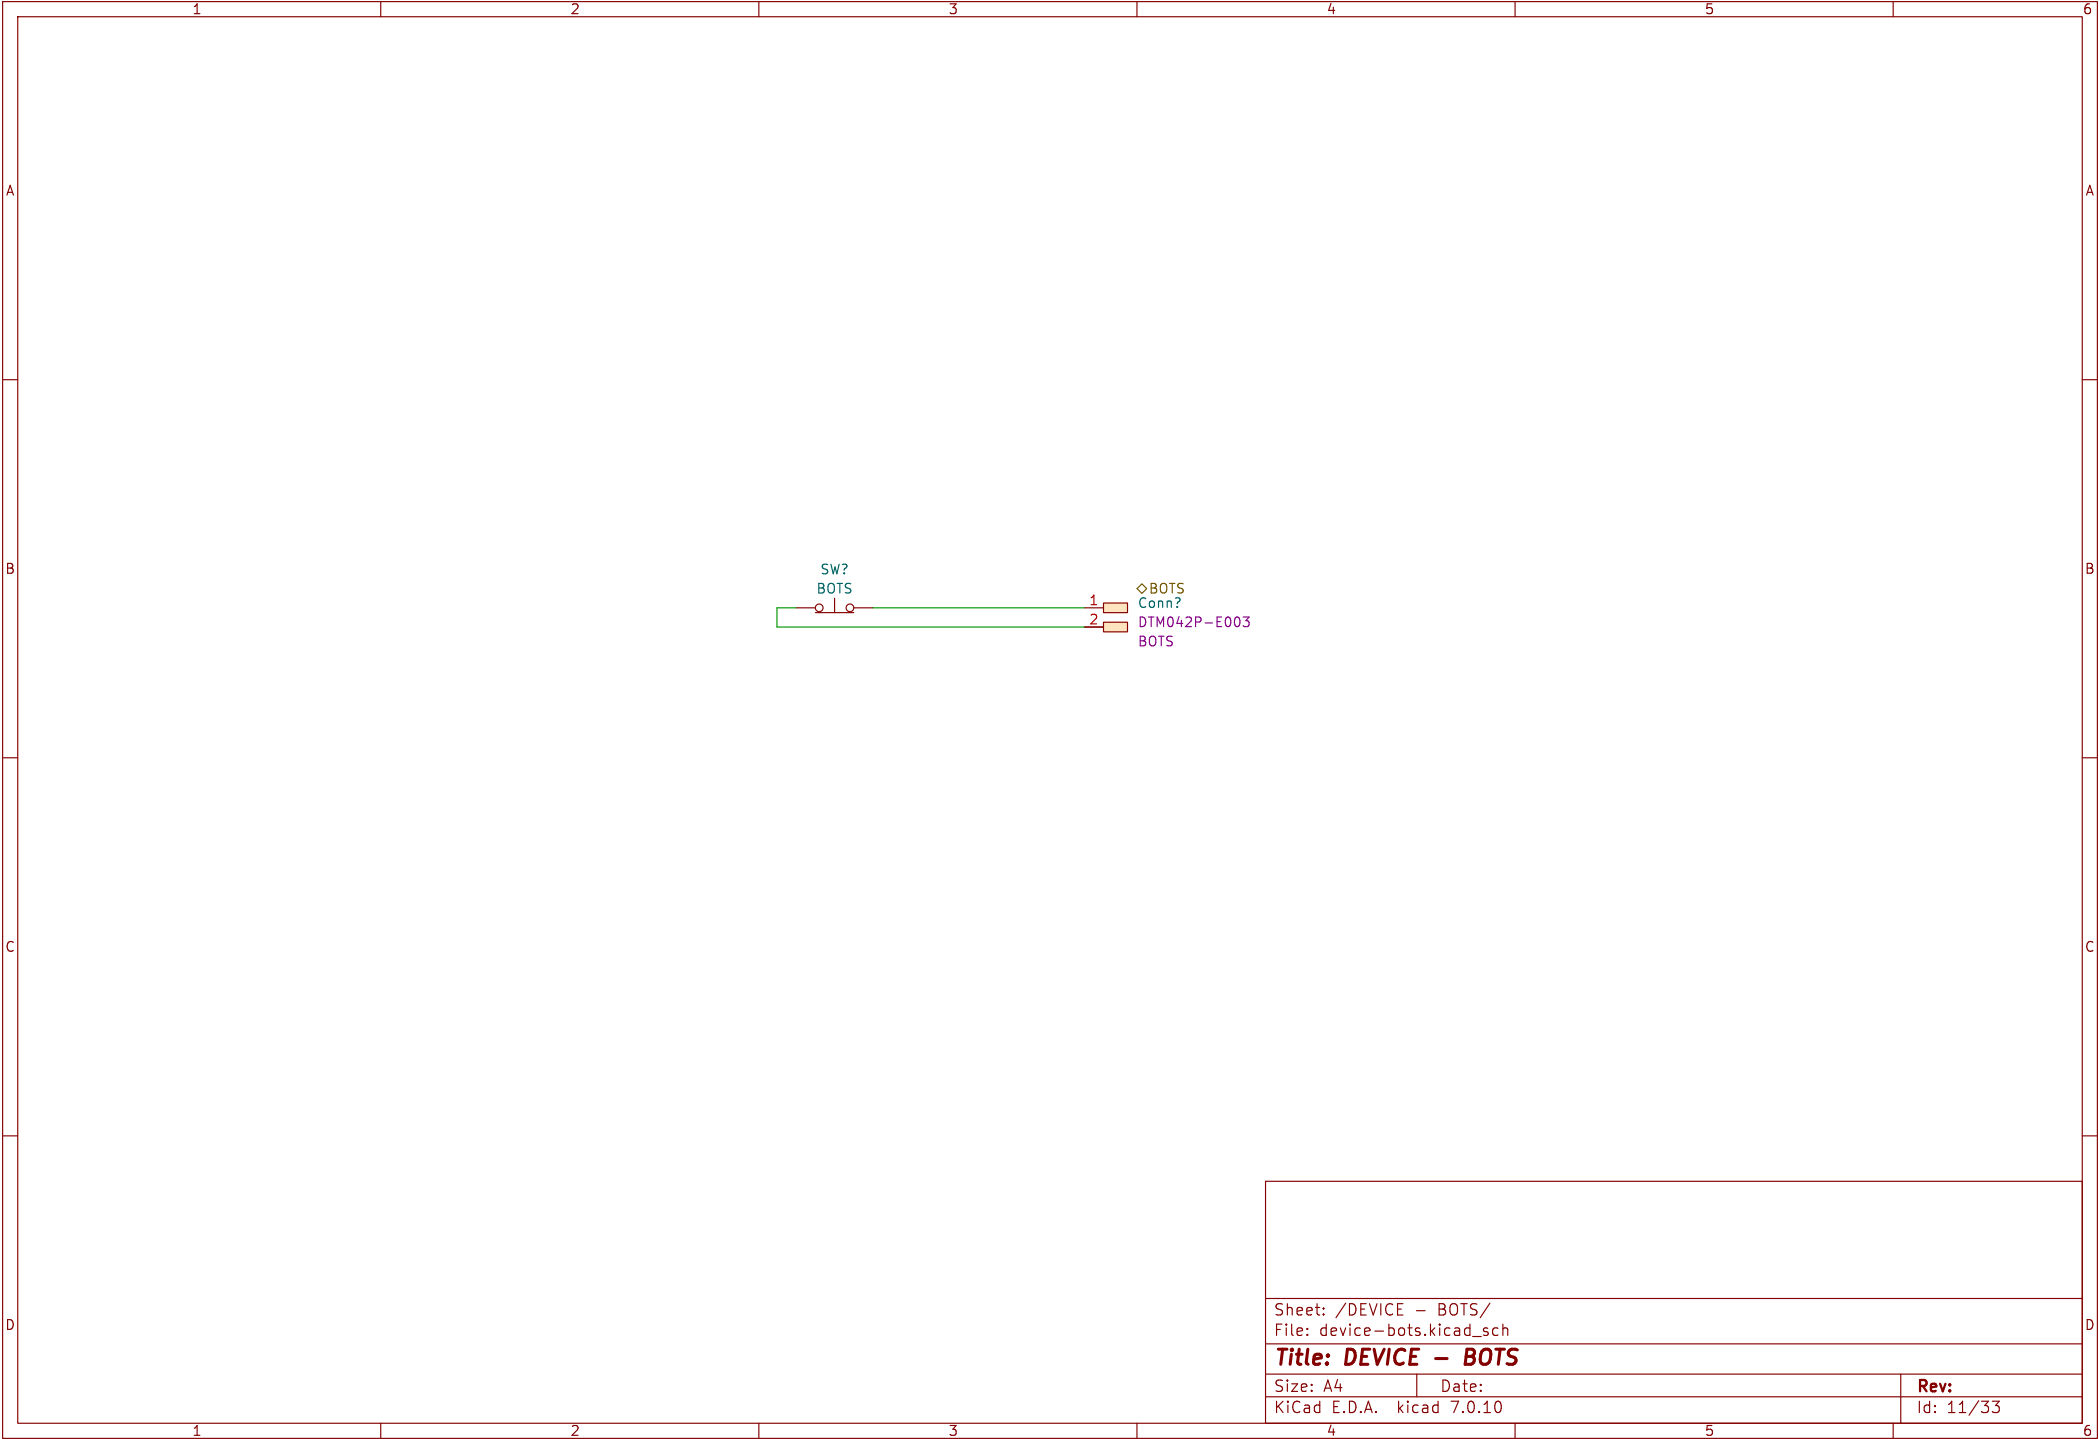 1 2 3 4 5 6
A A
SW?
B B
BOTS ◇BOTS
1 Conn?
2 DTM042P-E003
BOTS
C C
Sheet: /DEVICE - BOTS/
D D
File: device-bots.kicad_sch
Title: DEVICE - BOTS
Size: A4 Date: Rev:
KiCad E.D.A. kicad 7.0.10 Id: 11/33
1 2 3 4 5 6